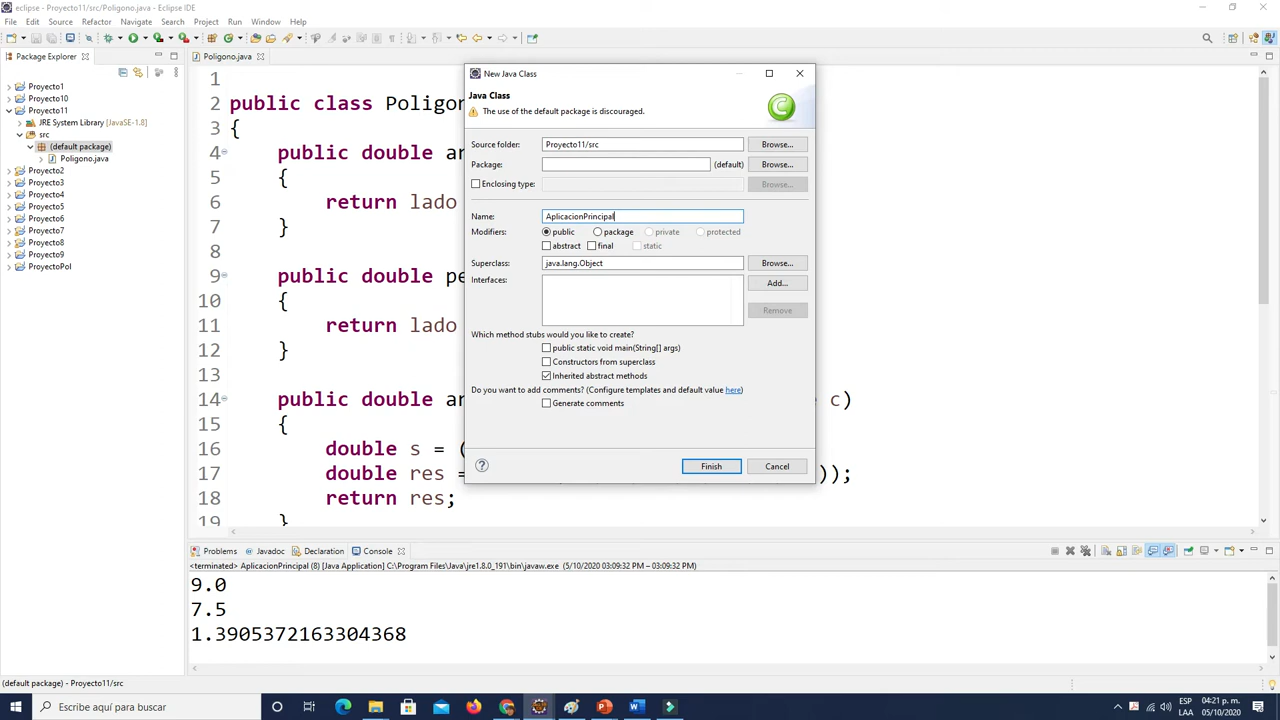 eclipse - Proyecto11/src/Poligono.java - Eclipse IDE
File Edit Source Refactor Navigate Search Project Run Window Help
Package Explorer
Poligono.java
Proyecto1
Proyecto10
Proyecto11
JRE System Library [JavaSE-1.8]
src
(default package)
Poligono.java
Proyecto2
Proyecto3
Proyecto4
Proyecto5
Proyecto6
Proyecto7
Proyecto8
Proyecto9
ProyectoPol
1
2 public class Poligon
3 {
4 public double ar
5 {
6 return lado
7 }
8
9 public double pe
10 {
11 return lado
12 }
13
14 public double ar c)
15 {
16 double s = (
17 double res = ));
18 return res;
19 }
New Java Class
Java Class
The use of the default package is discouraged.
Source folder: Proyecto11/src Browse...
Package: (default) Browse...
Enclosing type: Browse...
Name: AplicacionPrincipal
Modifiers: public package private protected
abstract final static
Superclass: java.lang.Object Browse...
Interfaces: Add...
Remove
Which method stubs would you like to create?
public static void main(String[] args)
Constructors from superclass
Inherited abstract methods
Do you want to add comments? (Configure templates and default value here)
Generate comments
Finish Cancel
Problems Javadoc Declaration Console
<terminated> AplicacionPrincipal (8) [Java Application] C:\Program Files\Java\jre1.8.0_191\bin\javaw.exe (5/10/2020 03:09:32 PM – 03:09:32 PM)
9.0
7.5
1.3905372163304368
(default package) - Proyecto11/src
Escribe aquí para buscar
ESP
LAA
04:21 p. m.
05/10/2020